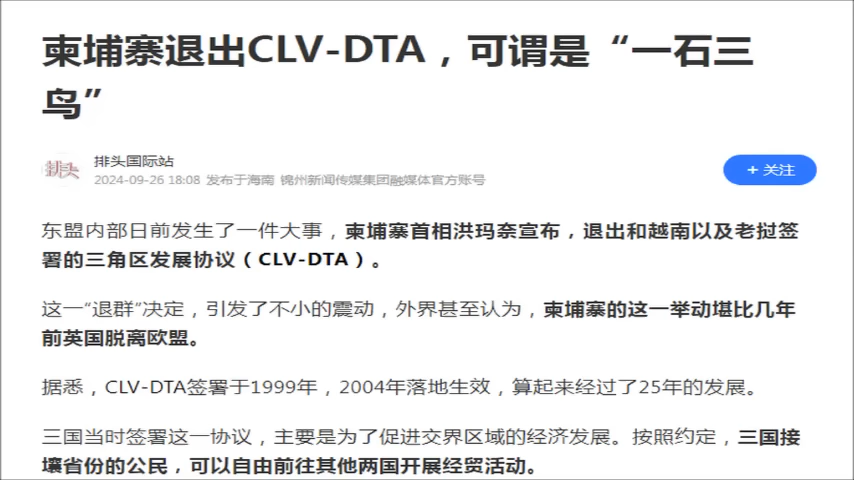 柬埔寨退出CLV-DTA，可谓是“一石三
鸟”
排头
排头国际站
2024-09-26 18:08 发布于海南 锦州新闻传媒集团融媒体官方账号
+ 关注
东盟内部日前发生了一件大事，柬埔寨首相洪玛奈宣布，退出和越南以及老挝签
署的三角区发展协议（CLV-DTA）。
这一“退群”决定，引发了不小的震动，外界甚至认为，柬埔寨的这一举动堪比几年
前英国脱离欧盟。
据悉，CLV-DTA签署于1999年，2004年落地生效，算起来经过了25年的发展。
三国当时签署这一协议，主要是为了促进交界区域的经济发展。按照约定，三国接
壤省份的公民，可以自由前往其他两国开展经贸活动。